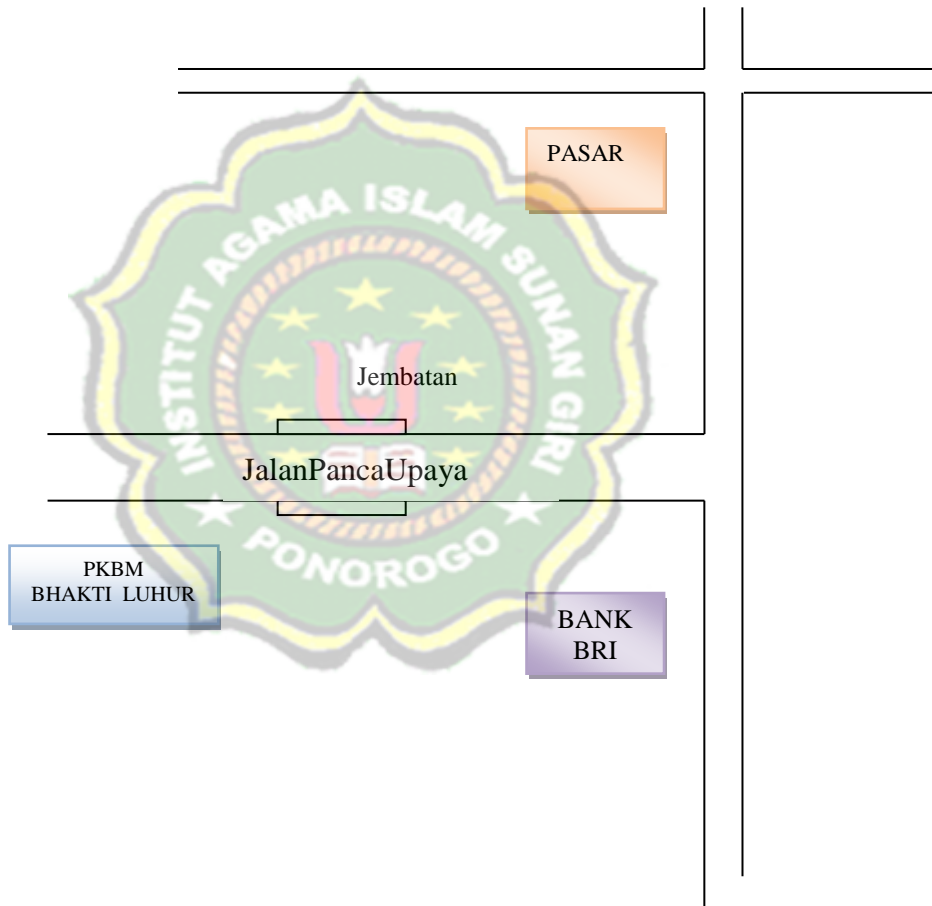 PASAR
INSTITUT AGAMA ISLAM SUNAN GIRI
Jembatan
JalanPancaUpaya
PONOROGO
PKBM
BHAKTI LUHUR
BANK
BRI